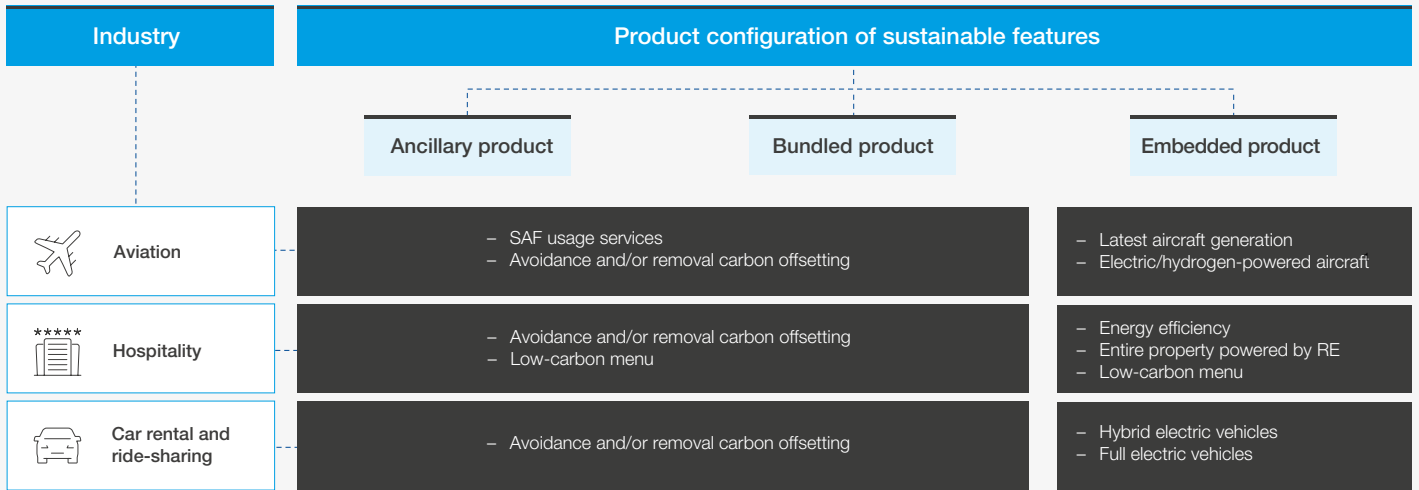 Industry
Product configuration of sustainable features
Ancillary product
Bundled product
Embedded product
Aviation
– SAF usage services
– Avoidance and/or removal carbon offsetting
– Latest aircraft generation
– Electric/hydrogen-powered aircraft
*****
Hospitality
– Avoidance and/or removal carbon offsetting
– Low-carbon menu
– Energy efficiency
– Entire property powered by RE
– Low-carbon menu
Car rental and
ride-sharing
– Avoidance and/or removal carbon offsetting
– Hybrid electric vehicles
– Full electric vehicles